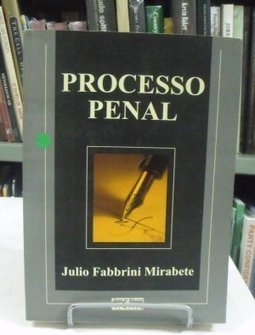 PROCESSO
PENAL
Julio Fabbrini Mirabete